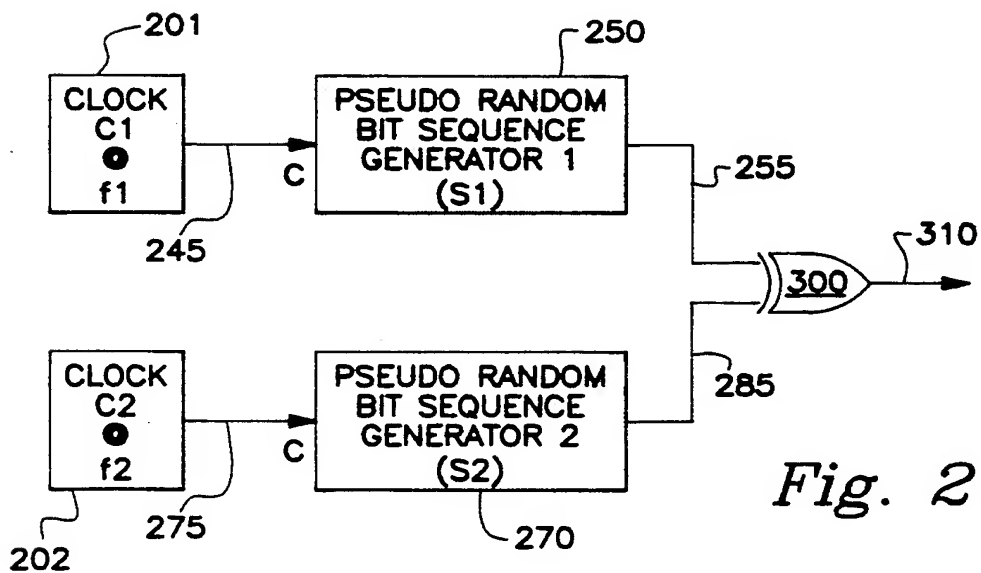 201
CLOCK
C1
f1
245
C
250
PSEUDO RANDOM
BIT SEQUENCE
GENERATOR 1
(S1)
255
300
310
CLOCK
C2
f2
202
275
C
PSEUDO RANDOM
BIT SEQUENCE
GENERATOR 2
(S2)
270
285
Fig. 2